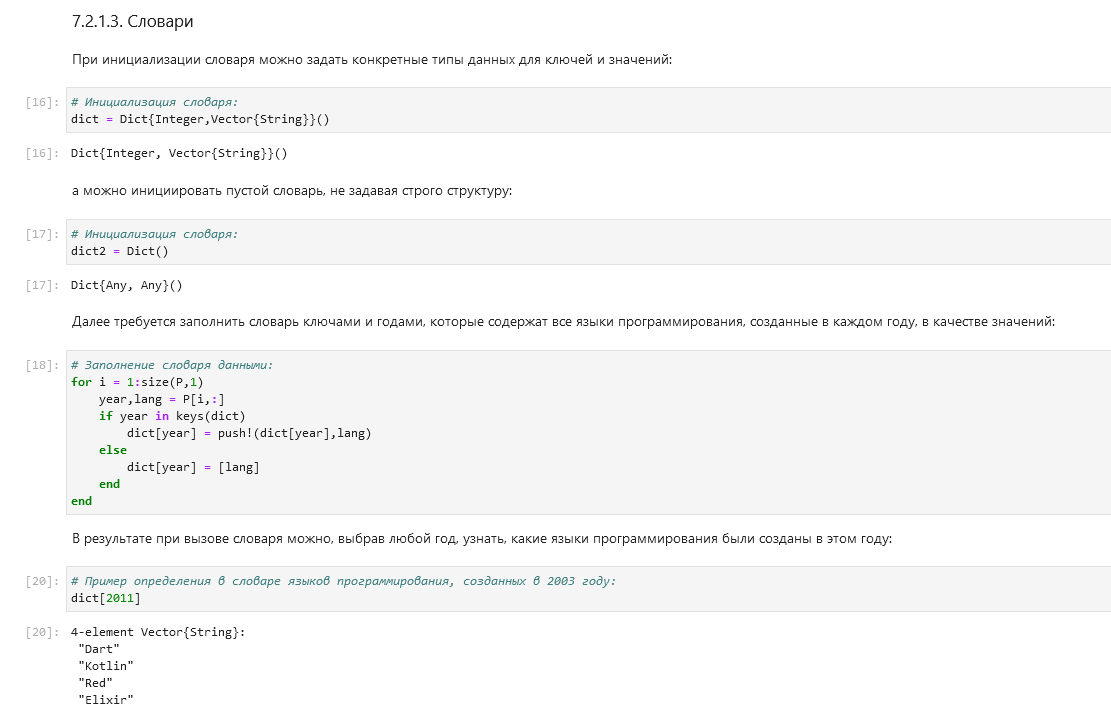 7.2.1.3. Словари
При инициализации словаря можно задать конкретные типы данных для ключей и значений:
[16]: # Инициализация словаря:
dict = Dict{Integer,Vector{String}}()
[16]: Dict{Integer, Vector{String}}()
а можно инициировать пустой словарь, не задавая строго структуру:
[17]: # Инициализация словаря:
dict2 = Dict()
[17]: Dict{Any, Any}()
Далее требуется заполнить словарь ключами и годами, которые содержат все языки программирования, созданные в каждом году, в качестве значений:
[18]: # Заполнение словаря данными:
for i = 1:size(P,1)
    year,lang = P[i,:]
    if year in keys(dict)
        dict[year] = push!(dict[year],lang)
    else
        dict[year] = [lang]
    end
end
В результате при вызове словаря можно, выбрав любой год, узнать, какие языки программирования были созданы в этом году:
[20]: # Пример определения в словаре языков программирования, созданных в 2003 году:
dict[2011]
[20]: 4-element Vector{String}:
 "Dart"
 "Kotlin"
 "Red"
 "Elixir"